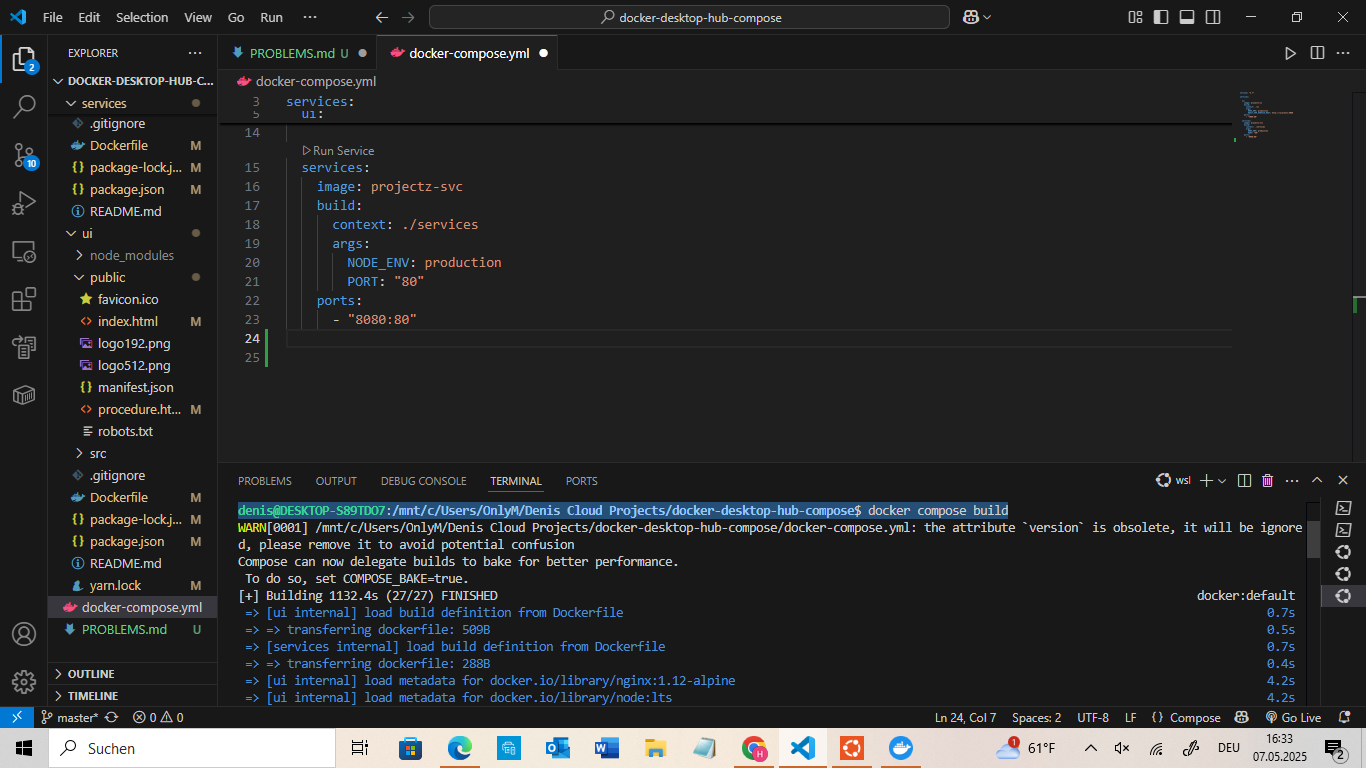 File Edit Selection View Go Run ··· docker-desktop-hub-compose
EXPLORER ···
DOCKER-DESKTOP-HUB-C...
services
.gitignore
Dockerfile M
package-lock.j... M
package.json M
README.md
ui
node_modules
public
favicon.ico
index.html M
logo192.png
logo512.png
manifest.json
procedure.ht... M
robots.txt
src
.gitignore
Dockerfile M
package-lock.j... M
package.json M
README.md
yarn.lock M
docker-compose.yml
PROBLEMS.md U
OUTLINE
TIMELINE
2
10
PROBLEMS.md U docker-compose.yml
docker-compose.yml
3 services:
5 ui:
14
Run Service
15 services:
16 image: projectz-svc
17 build:
18 context: ./services
19 args:
20 NODE_ENV: production
21 PORT: "80"
22 ports:
23 - "8080:80"
24
25
PROBLEMS OUTPUT DEBUG CONSOLE TERMINAL PORTS wsl
denis@DESKTOP-S89TDO7:/mnt/c/Users/OnlyM/Denis Cloud Projects/docker-desktop-hub-compose$ docker compose build
WARN[0001] /mnt/c/Users/OnlyM/Denis Cloud Projects/docker-desktop-hub-compose/docker-compose.yml: the attribute `version` is obsolete, it will be ignore
d, please remove it to avoid potential confusion
Compose can now delegate builds to bake for better performance.
To do so, set COMPOSE_BAKE=true.
[+] Building 1132.4s (27/27) FINISHED docker:default
=> [ui internal] load build definition from Dockerfile 0.7s
=> => transferring dockerfile: 509B 0.5s
=> [services internal] load build definition from Dockerfile 0.7s
=> => transferring dockerfile: 288B 0.4s
=> [ui internal] load metadata for docker.io/library/nginx:1.12-alpine 4.2s
=> [ui internal] load metadata for docker.io/library/node:lts 4.2s
master* 0 0 Ln 24, Col 7 Spaces: 2 UTF-8 LF {} Compose Go Live
Suchen 1 61°F DEU 16:33
07.05.2025 2